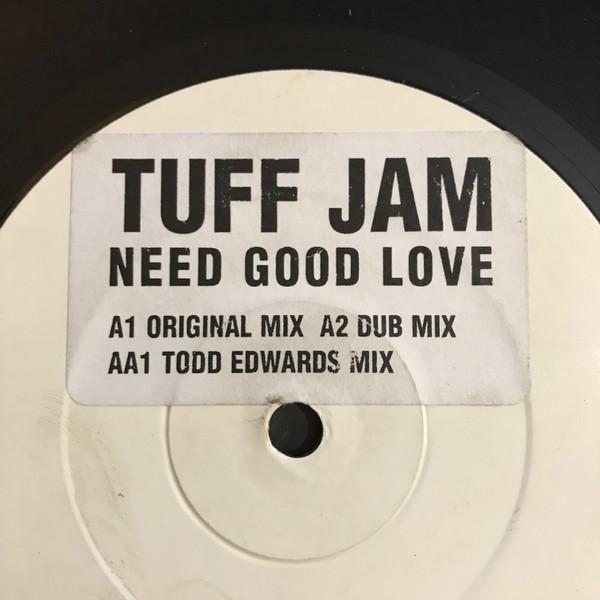 TUFF JAM
NEED GOOD LOVE
A1 ORIGINAL MIX A2 DUB MIX
AA1 TODD EDWARDS MIX